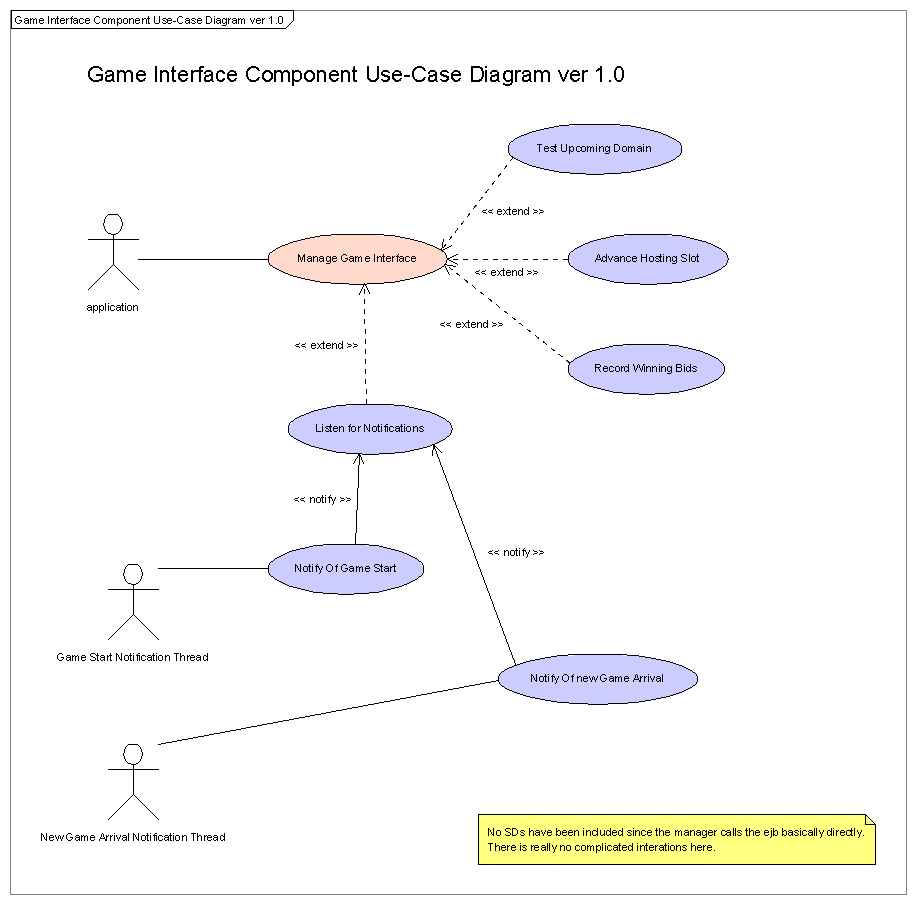 Game Interface Component Use-Case Diagram ver 1.0
Game Interface Component Use-Case Diagram ver 1.0
Test Upcoming Domain
<< extend >>
Manage Game Interface
Advance Hosting Slot
<< extend >>
application
<< extend >>
<< extend >>
Record Winning Bids
Listen for Notifications
<< notify >>
<< notify >>
Notify Of Game Start
Game Start Notification Thread
Notify Of new Game Arrival
New Game Arrival Notification Thread
No SDs have been included since the manager calls the ejb basically directly.
There is really no complicated interations here.